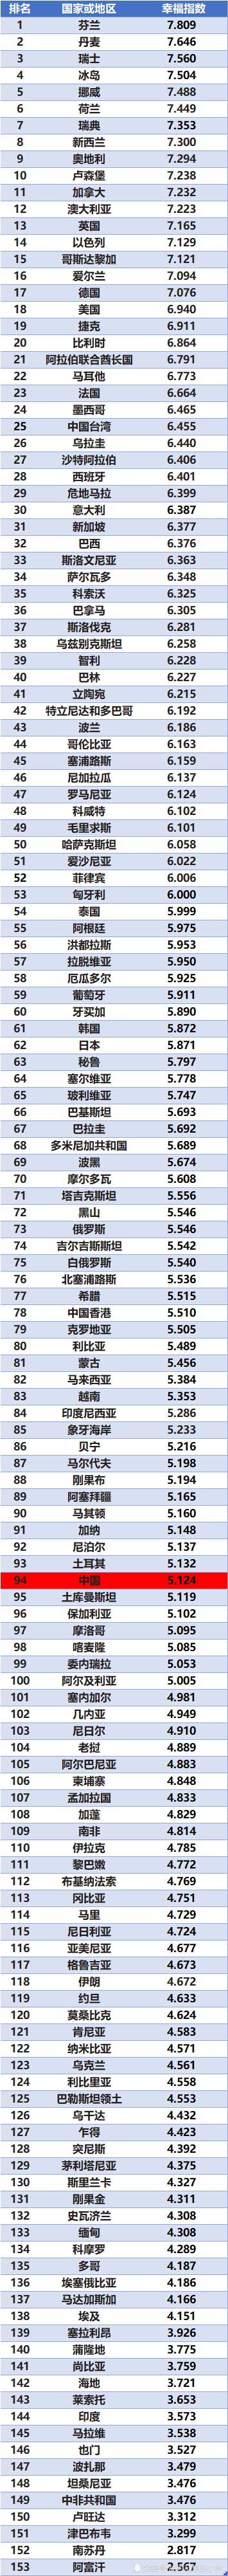 排名 国家或地区 幸福指数
1 芬兰 7.809
2 丹麦 7.646
3 瑞士 7.560
4 冰岛 7.504
5 挪威 7.488
6 荷兰 7.449
7 瑞典 7.353
8 新西兰 7.300
9 奥地利 7.294
10 卢森堡 7.238
11 加拿大 7.232
12 澳大利亚 7.223
13 英国 7.165
14 以色列 7.129
15 哥斯达黎加 7.121
16 爱尔兰 7.094
17 德国 7.076
18 美国 6.940
19 捷克 6.911
20 比利时 6.864
21 阿拉伯联合酋长国 6.791
22 马耳他 6.773
23 法国 6.664
24 墨西哥 6.465
25 中国台湾 6.455
26 乌拉圭 6.440
27 沙特阿拉伯 6.406
28 西班牙 6.401
29 危地马拉 6.399
30 意大利 6.387
31 新加坡 6.377
32 巴西 6.376
33 斯洛文尼亚 6.363
34 萨尔瓦多 6.348
35 科索沃 6.325
36 巴拿马 6.305
37 斯洛伐克 6.281
38 乌兹别克斯坦 6.258
39 智利 6.228
40 巴林 6.227
41 立陶宛 6.215
42 特立尼达和多巴哥 6.192
43 波兰 6.186
44 哥伦比亚 6.163
45 塞浦路斯 6.159
46 尼加拉瓜 6.137
47 罗马尼亚 6.124
48 科威特 6.102
49 毛里求斯 6.101
50 哈萨克斯坦 6.058
51 爱沙尼亚 6.022
52 菲律宾 6.006
53 匈牙利 6.000
54 泰国 5.999
55 阿根廷 5.975
56 洪都拉斯 5.953
57 拉脱维亚 5.950
58 厄瓜多尔 5.925
59 葡萄牙 5.911
60 牙买加 5.890
61 韩国 5.872
62 日本 5.871
63 秘鲁 5.797
64 塞尔维亚 5.778
65 玻利维亚 5.747
66 巴基斯坦 5.693
67 巴拉圭 5.692
68 多米尼加共和国 5.689
69 波黑 5.674
70 摩尔多瓦 5.608
71 塔吉克斯坦 5.556
72 黑山 5.546
73 俄罗斯 5.546
74 吉尔吉斯斯坦 5.542
75 白俄罗斯 5.540
76 北塞浦路斯 5.536
77 希腊 5.515
78 中国香港 5.510
79 克罗地亚 5.505
80 利比亚 5.489
81 蒙古 5.456
82 马来西亚 5.384
83 越南 5.353
84 印度尼西亚 5.286
85 象牙海岸 5.233
86 贝宁 5.216
87 马尔代夫 5.198
88 刚果布 5.194
89 阿塞拜疆 5.165
90 马其顿 5.160
91 加纳 5.148
92 尼泊尔 5.137
93 土耳其 5.132
94 中国 5.124
95 土库曼斯坦 5.119
96 保加利亚 5.102
97 摩洛哥 5.095
98 喀麦隆 5.085
99 委内瑞拉 5.053
100 阿尔及利亚 5.005
101 塞内加尔 4.981
102 几内亚 4.949
103 尼日尔 4.910
104 老挝 4.889
105 阿尔巴尼亚 4.883
106 柬埔寨 4.848
107 孟加拉国 4.833
108 加蓬 4.829
109 南非 4.814
110 伊拉克 4.785
111 黎巴嫩 4.772
112 布基纳法索 4.769
113 冈比亚 4.751
114 马里 4.729
115 尼日利亚 4.724
116 亚美尼亚 4.677
117 格鲁吉亚 4.673
118 伊朗 4.672
119 约旦 4.633
120 莫桑比克 4.624
121 肯尼亚 4.583
122 纳米比亚 4.571
123 乌克兰 4.561
124 利比里亚 4.558
125 巴勒斯坦领土 4.553
126 乌干达 4.432
127 乍得 4.423
128 突尼斯 4.392
129 茅利塔尼亚 4.375
130 斯里兰卡 4.327
131 刚果金 4.311
132 史瓦济兰 4.308
133 缅甸 4.308
134 科摩罗 4.289
135 多哥 4.187
136 埃塞俄比亚 4.186
137 马达加斯加 4.166
138 埃及 4.151
139 塞拉利昂 3.926
140 蒲隆地 3.775
141 尚比亚 3.759
142 海地 3.721
143 莱索托 3.653
144 印度 3.573
145 马拉维 3.538
146 也门 3.527
147 波扎那 3.479
148 坦桑尼亚 3.476
149 中非共和国 3.476
150 卢旺达 3.312
151 津巴布韦 3.299
152 南苏丹 2.817
153 阿富汗 2.567